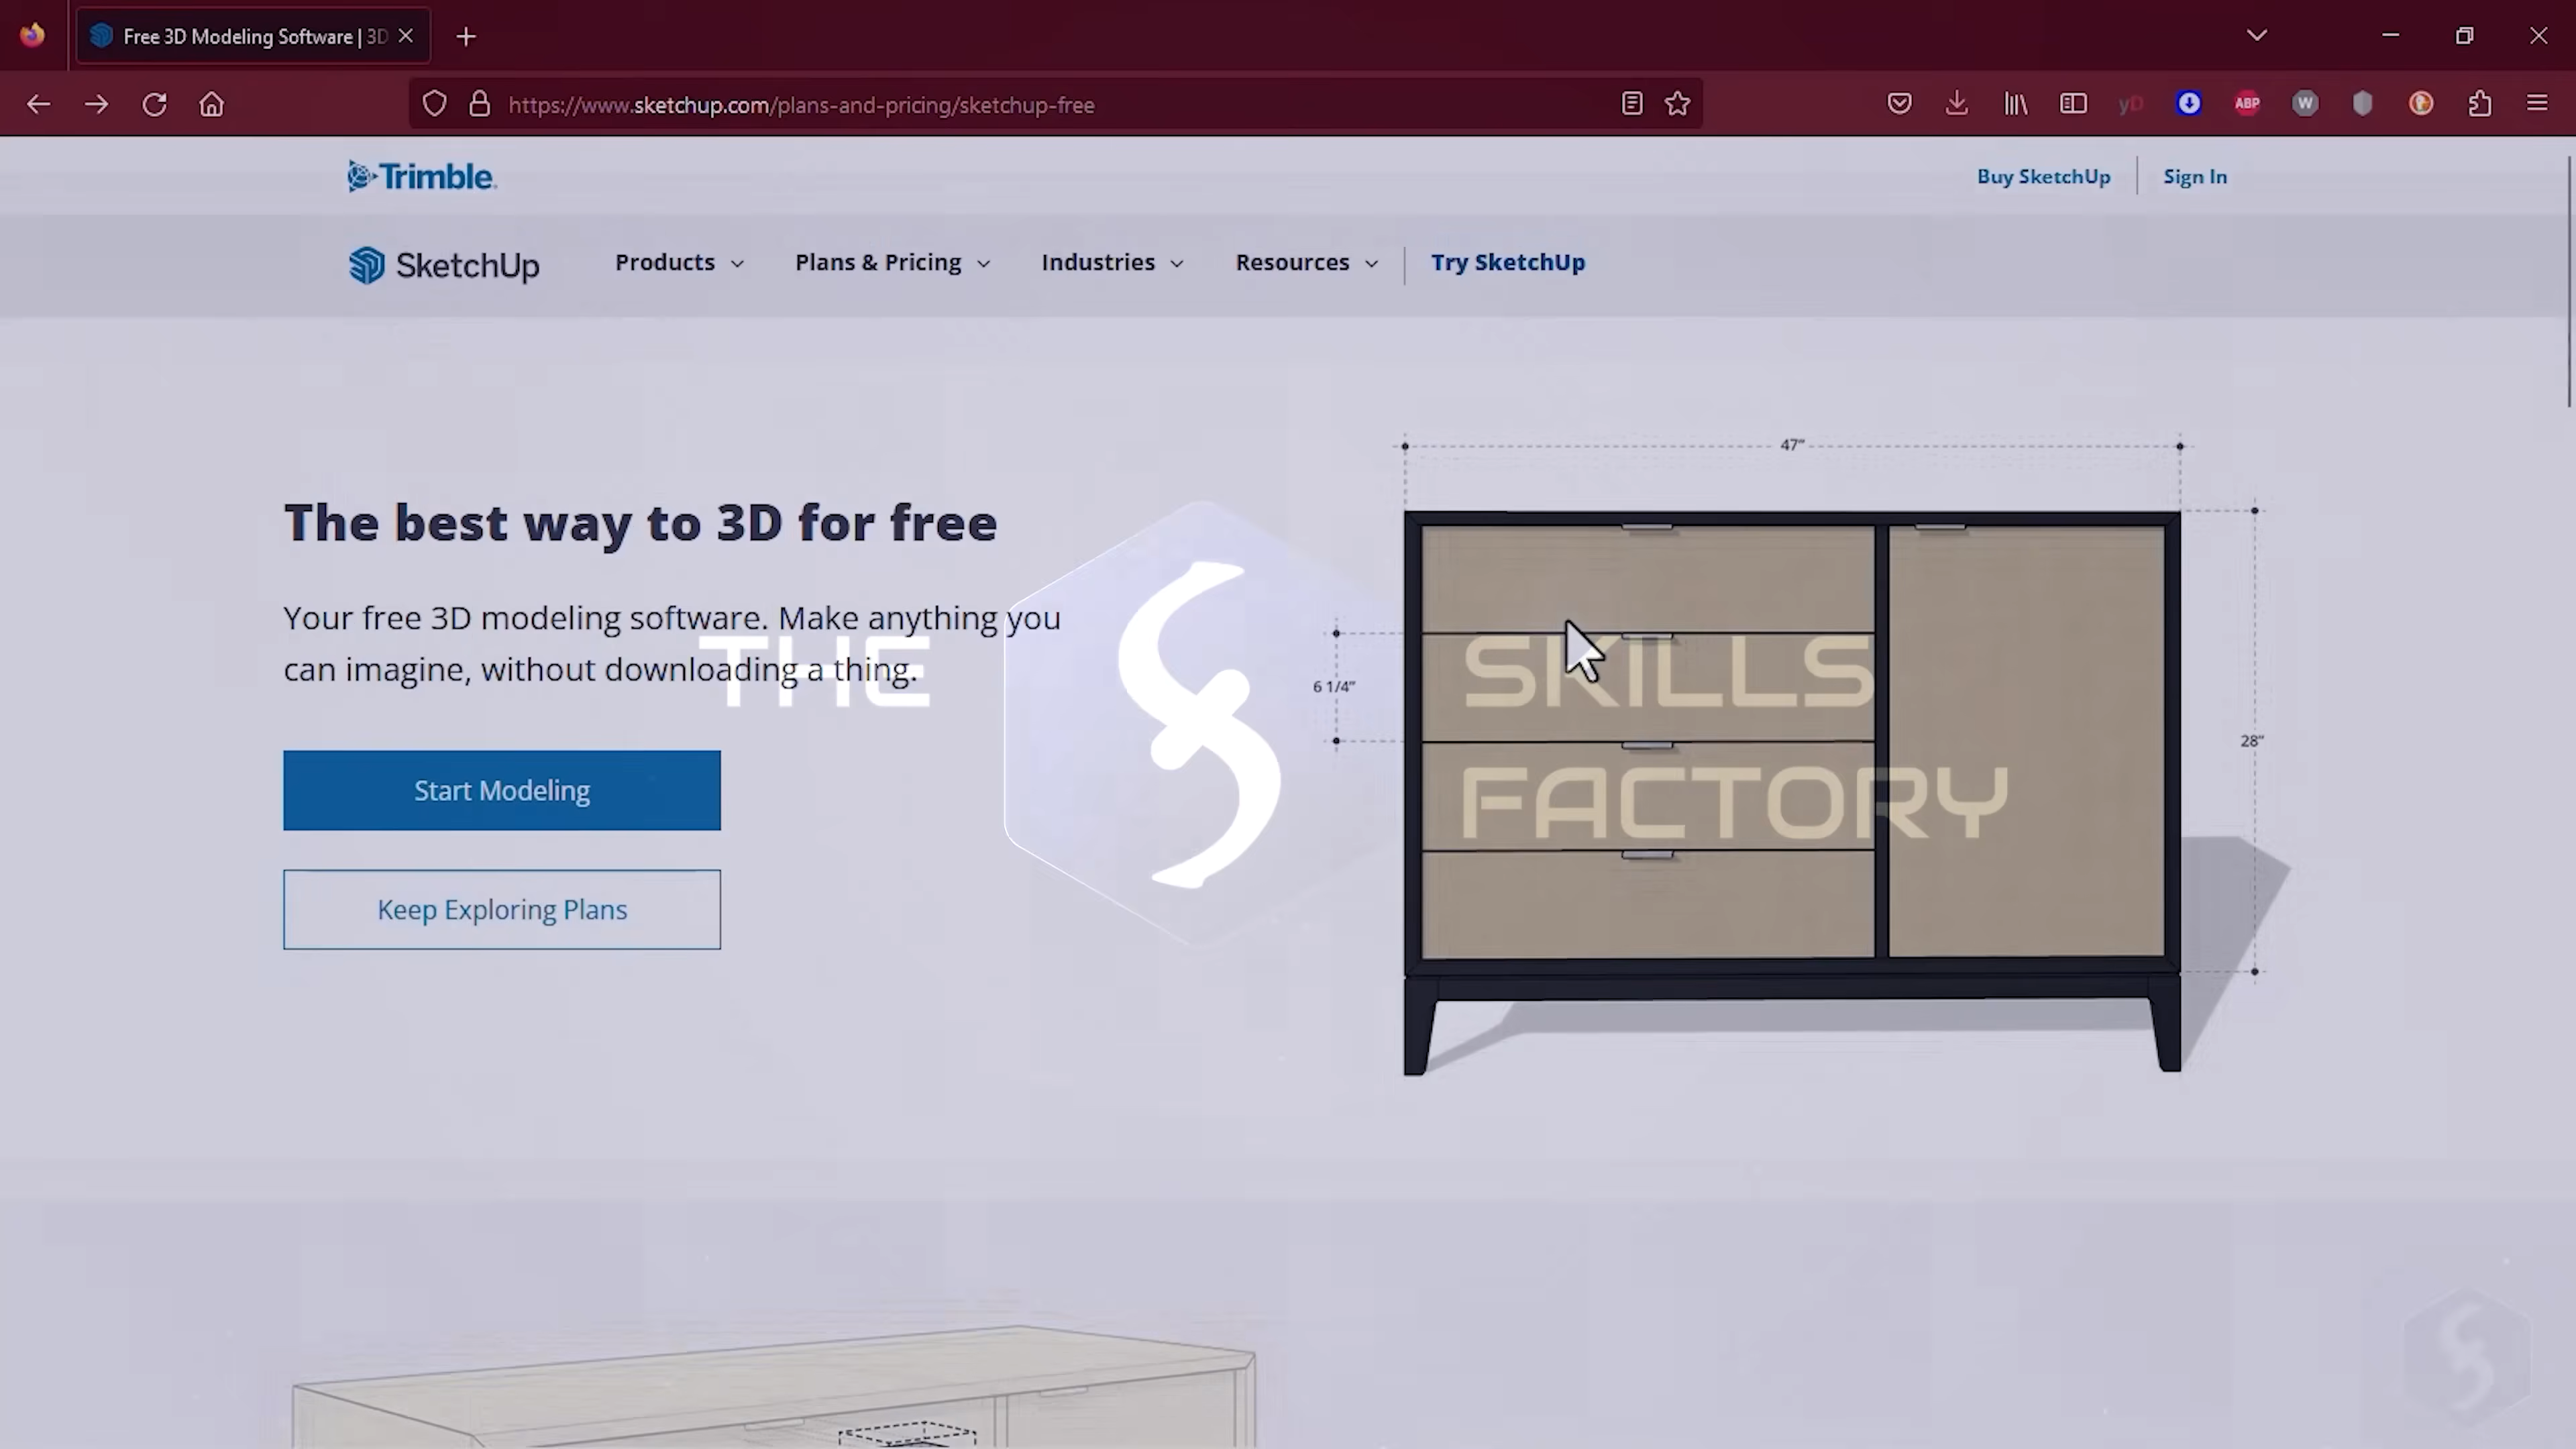 Free 3D Modeling Software | 3D
https://www.sketchup.com/plans-and-pricing/sketchup-free
yD
ABP
W
Trimble
Buy SketchUp
Sign In
SketchUp
Products
Plans & Pricing
Industries
Resources
Try SketchUp
47"
The best way to 3D for free
Your free 3D modeling software. Make anything you
can imagine, without downloading a thing.
THE
SKILLS
FACTORY
6 1/4"
28"
Start Modeling
Keep Exploring Plans